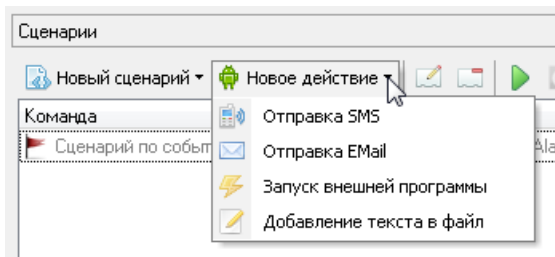 Сценарии
Новый сценарий Новое действие
Команда
Сценарий по событ
Отправка SMS
Отправка EMail
Запуск внешней программы
Добавление текста в файл